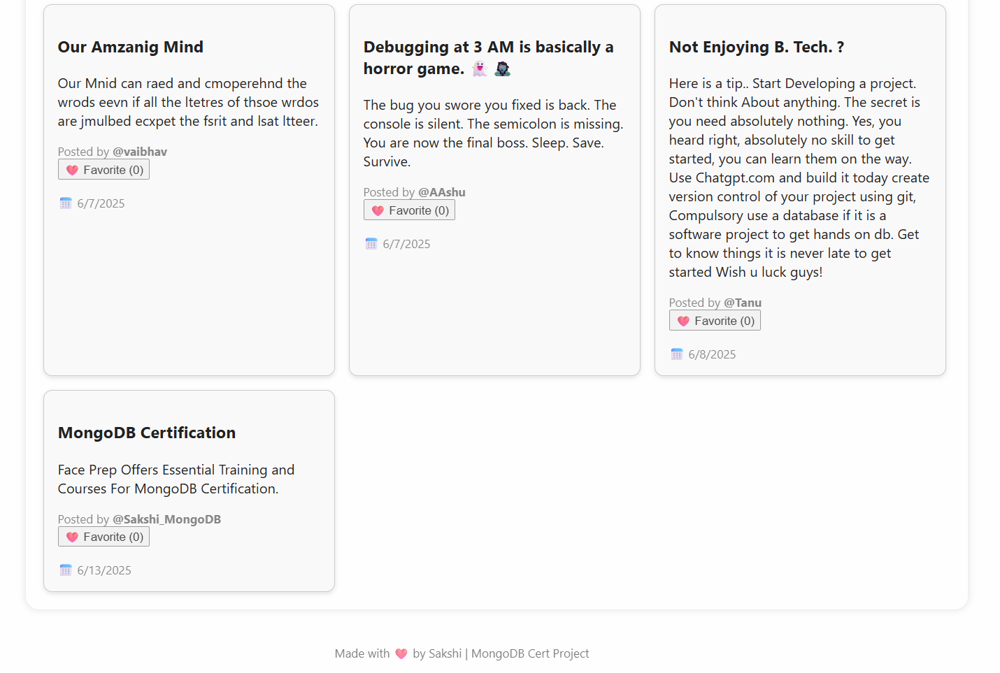 Our Amzanig Mind
Our Mnid can raed and cmoperehnd the
wrods eevn if all the ltetres of thsoe wrdos
are jmulbed ecxpet the fsrit and lsat ltteer.
Posted by @vaibhav
💖 Favorite (0)
📅 6/7/2025
Debugging at 3 AM is basically a
horror game. 👻 🧟
The bug you swore you fixed is back. The
console is silent. The semicolon is missing.
You are now the final boss. Sleep. Save.
Survive.
Posted by @AAshu
💖 Favorite (0)
📅 6/7/2025
Not Enjoying B. Tech. ?
Here is a tip.. Start Developing a project.
Don't think About anything. The secret is
you need absolutely nothing. Yes, you
heard right, absolutely no skill to get
started, you can learn them on the way.
Use Chatgpt.com and build it today create
version control of your project using git,
Compulsory use a database if it is a
software project to get hands on db. Get
to know things it is never late to get
started Wish u luck guys!
Posted by @Tanu
💖 Favorite (0)
📅 6/8/2025
MongoDB Certification
Face Prep Offers Essential Training and
Courses For MongoDB Certification.
Posted by @Sakshi_MongoDB
💖 Favorite (0)
📅 6/13/2025
Made with 💖 by Sakshi | MongoDB Cert Project